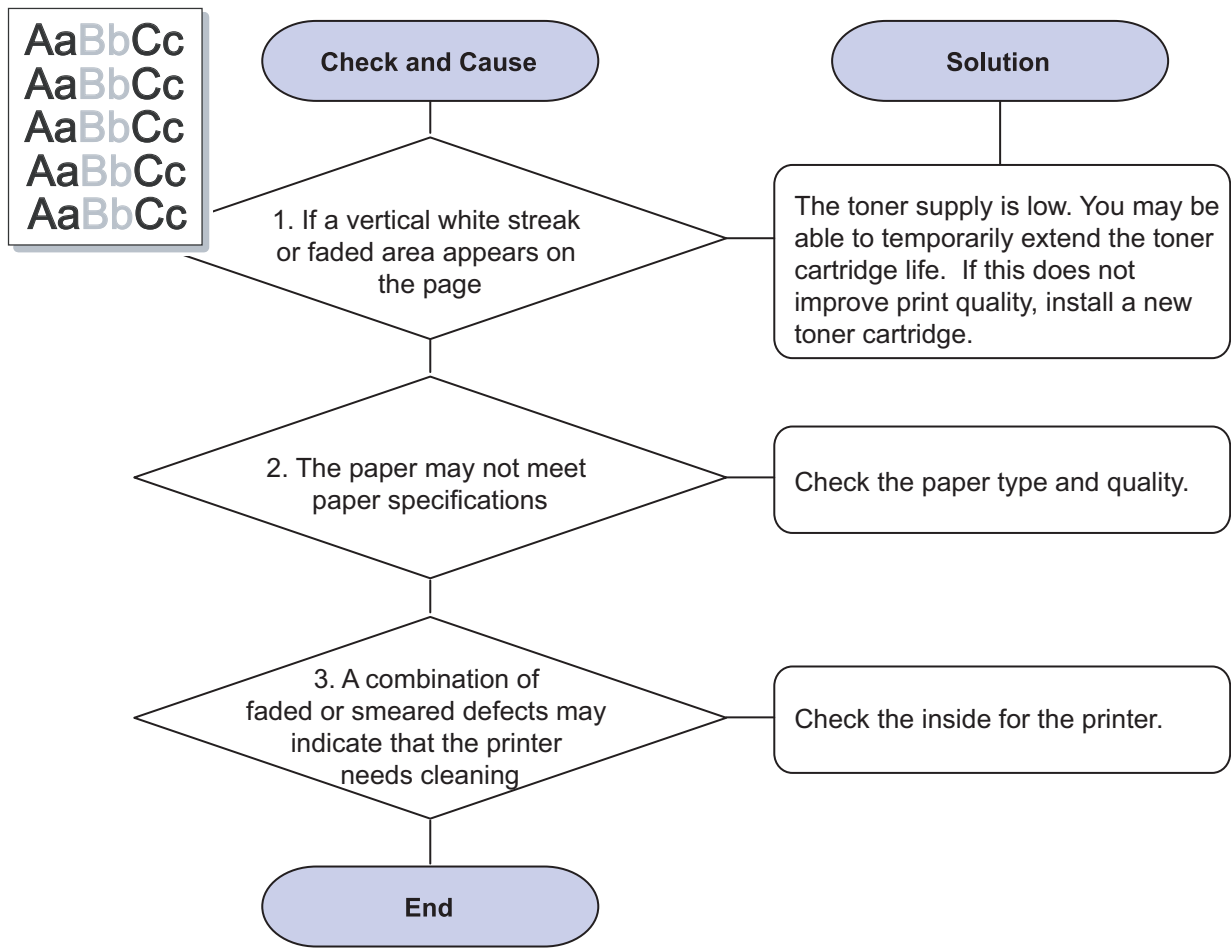 AaBbCc
AaBbCc
AaBbCc
AaBbCc
AaBbCc
Check and Cause
Solution
1. If a vertical white streak
or faded area appears on
the page
The toner supply is low. You may be
able to temporarily extend the toner
cartridge life.  If this does not
improve print quality, install a new
toner cartridge.
2. The paper may not meet
paper specifications
Check the paper type and quality.
3. A combination of
faded or smeared defects may
indicate that the printer
needs cleaning
Check the inside for the printer.
End